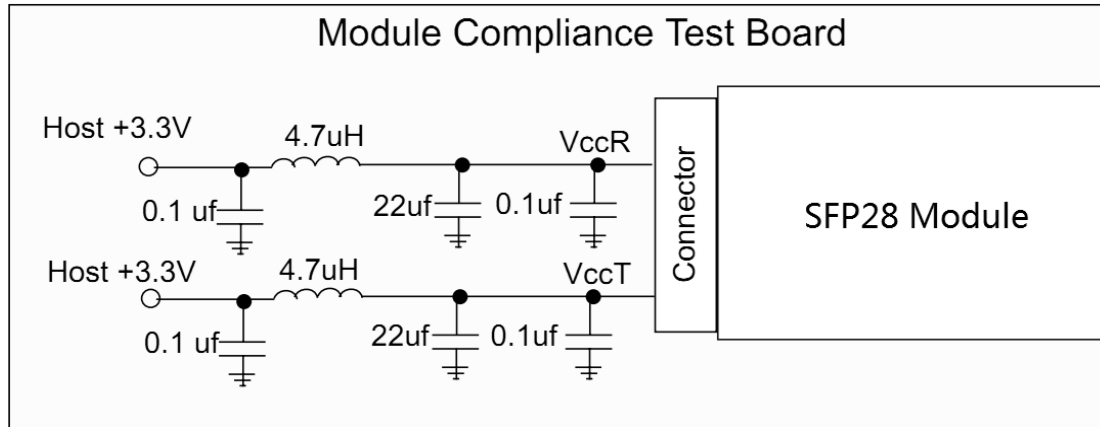 Module Compliance Test Board
Host +3.3V
4.7uH
VccR
0.1 uf
22uf
0.1uf
Connector
SFP28 Module
Host +3.3V
4.7uH
VccT
0.1 uf
22uf
0.1uf